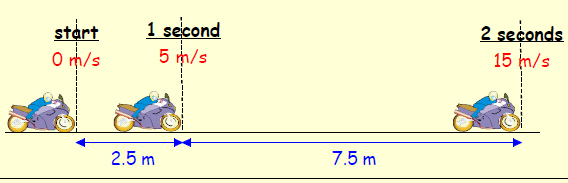 start
1 second
2 seconds
0 m/s
5 m/s
15 m/s
2.5 m
7.5 m